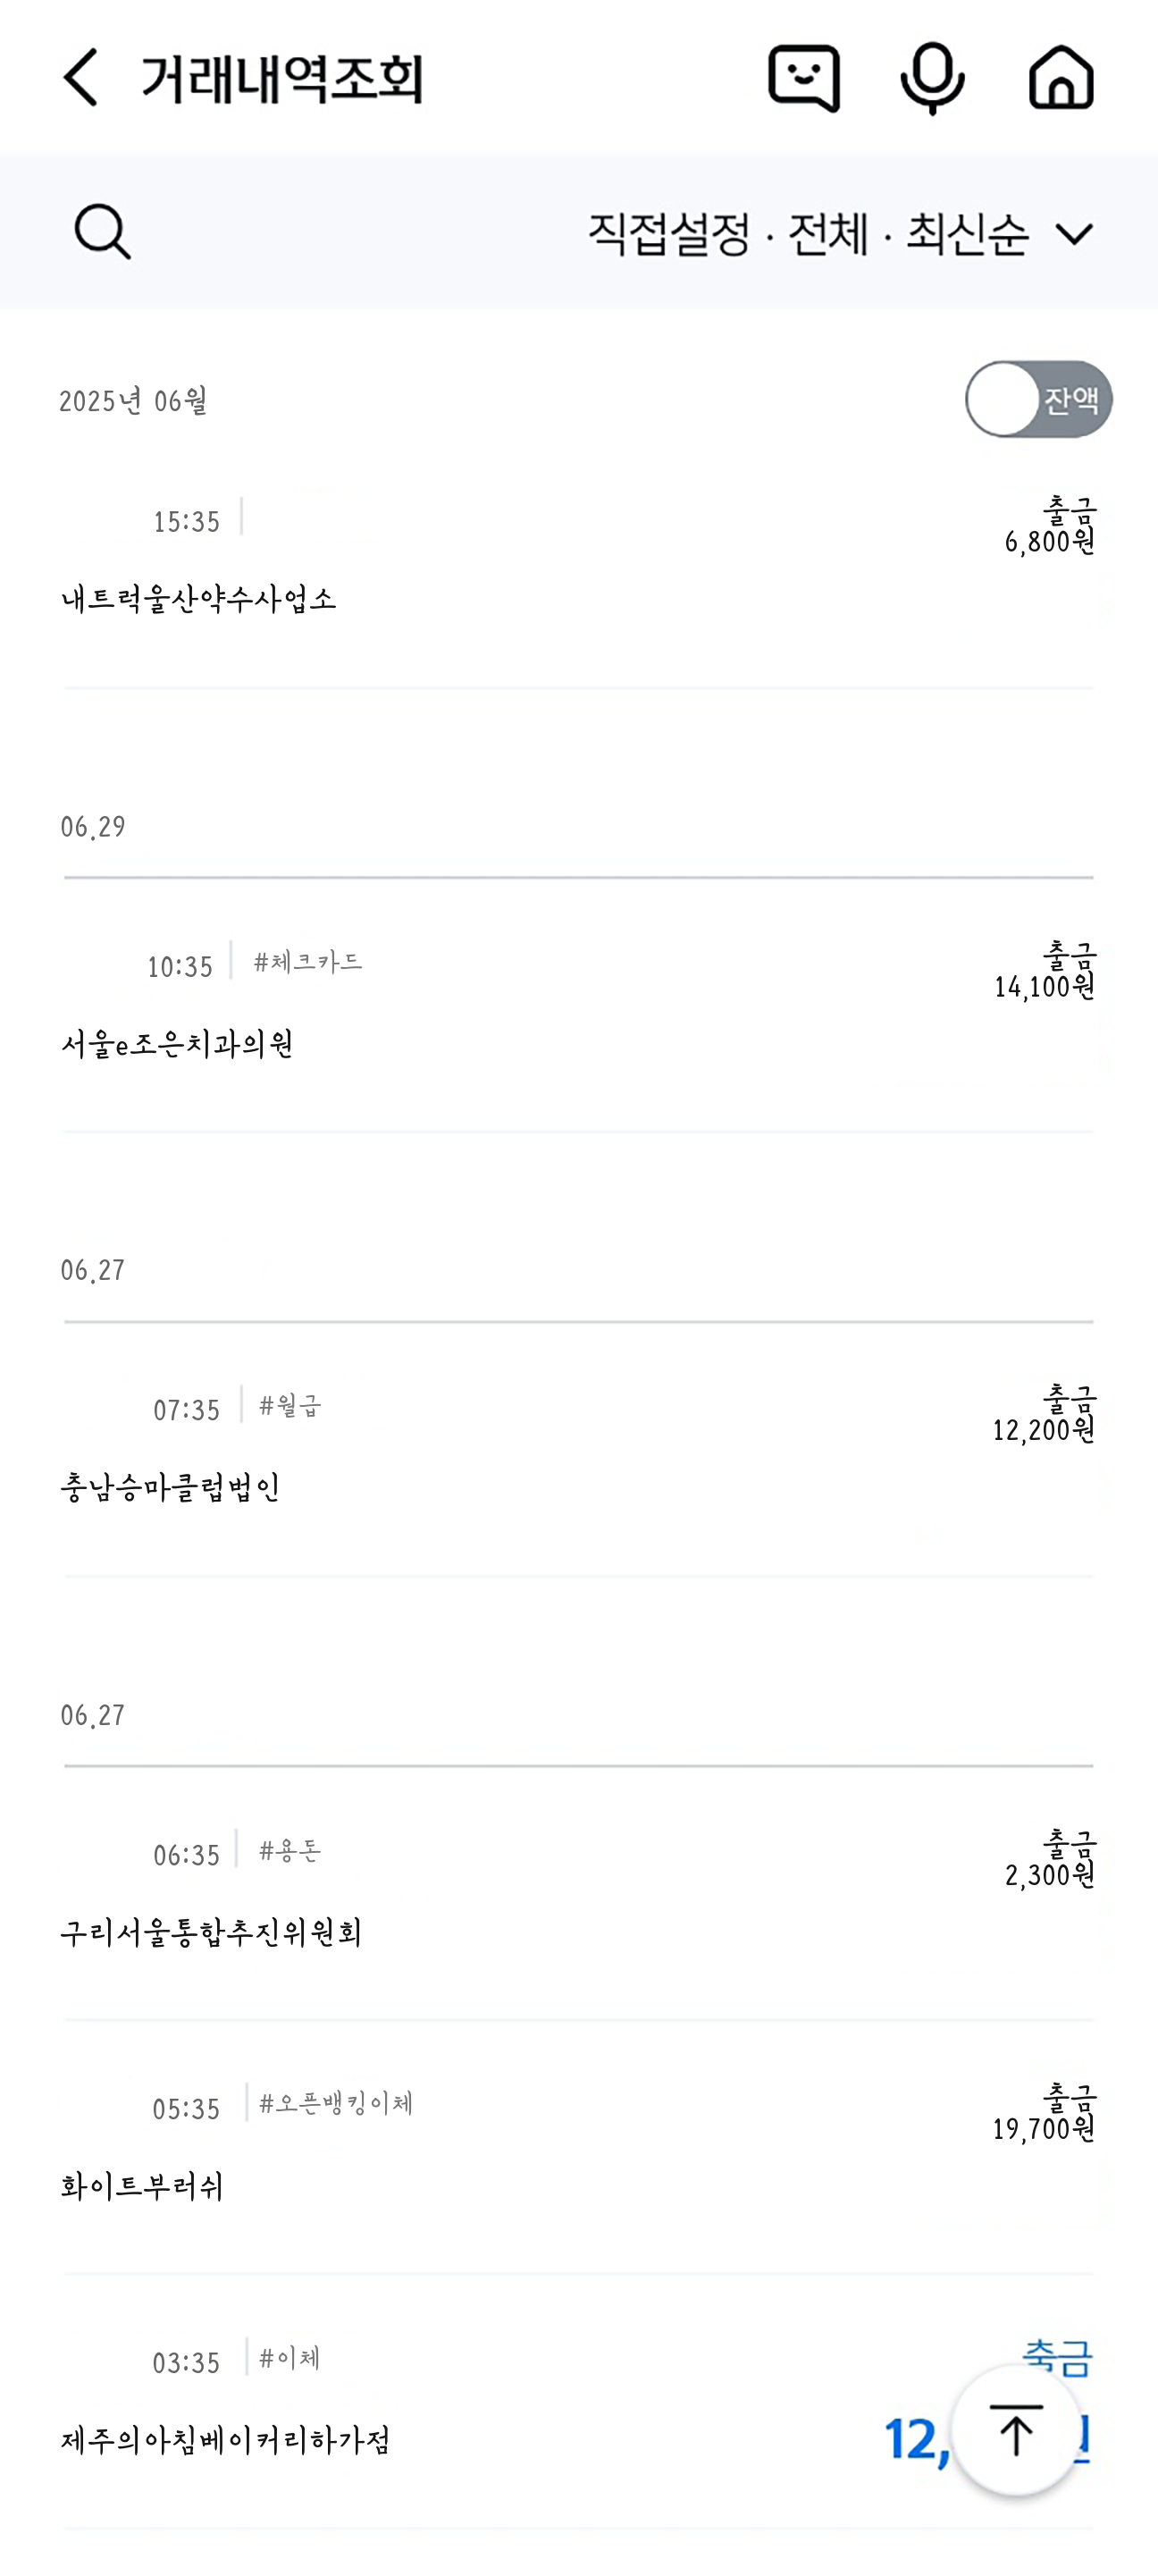 거래내역조회
직접설정 · 전체 · 최신순
2025년 06월
잔액
15:35
출금
6,800원
내트럭울산약수사업소
06.29
10:35 #체크카드
출금
14,100원
서울e조은치과의원
06.27
07:35 #월급
출금
12,200원
충남승마클럽법인
06.27
06:35 #용돈
출금
2,300원
구리서울통합추진위원회
05:35 #오픈뱅킹이체
출금
19,700원
화이트부러쉬
03:35 #이체
제주의아침베이커리하가점
12,